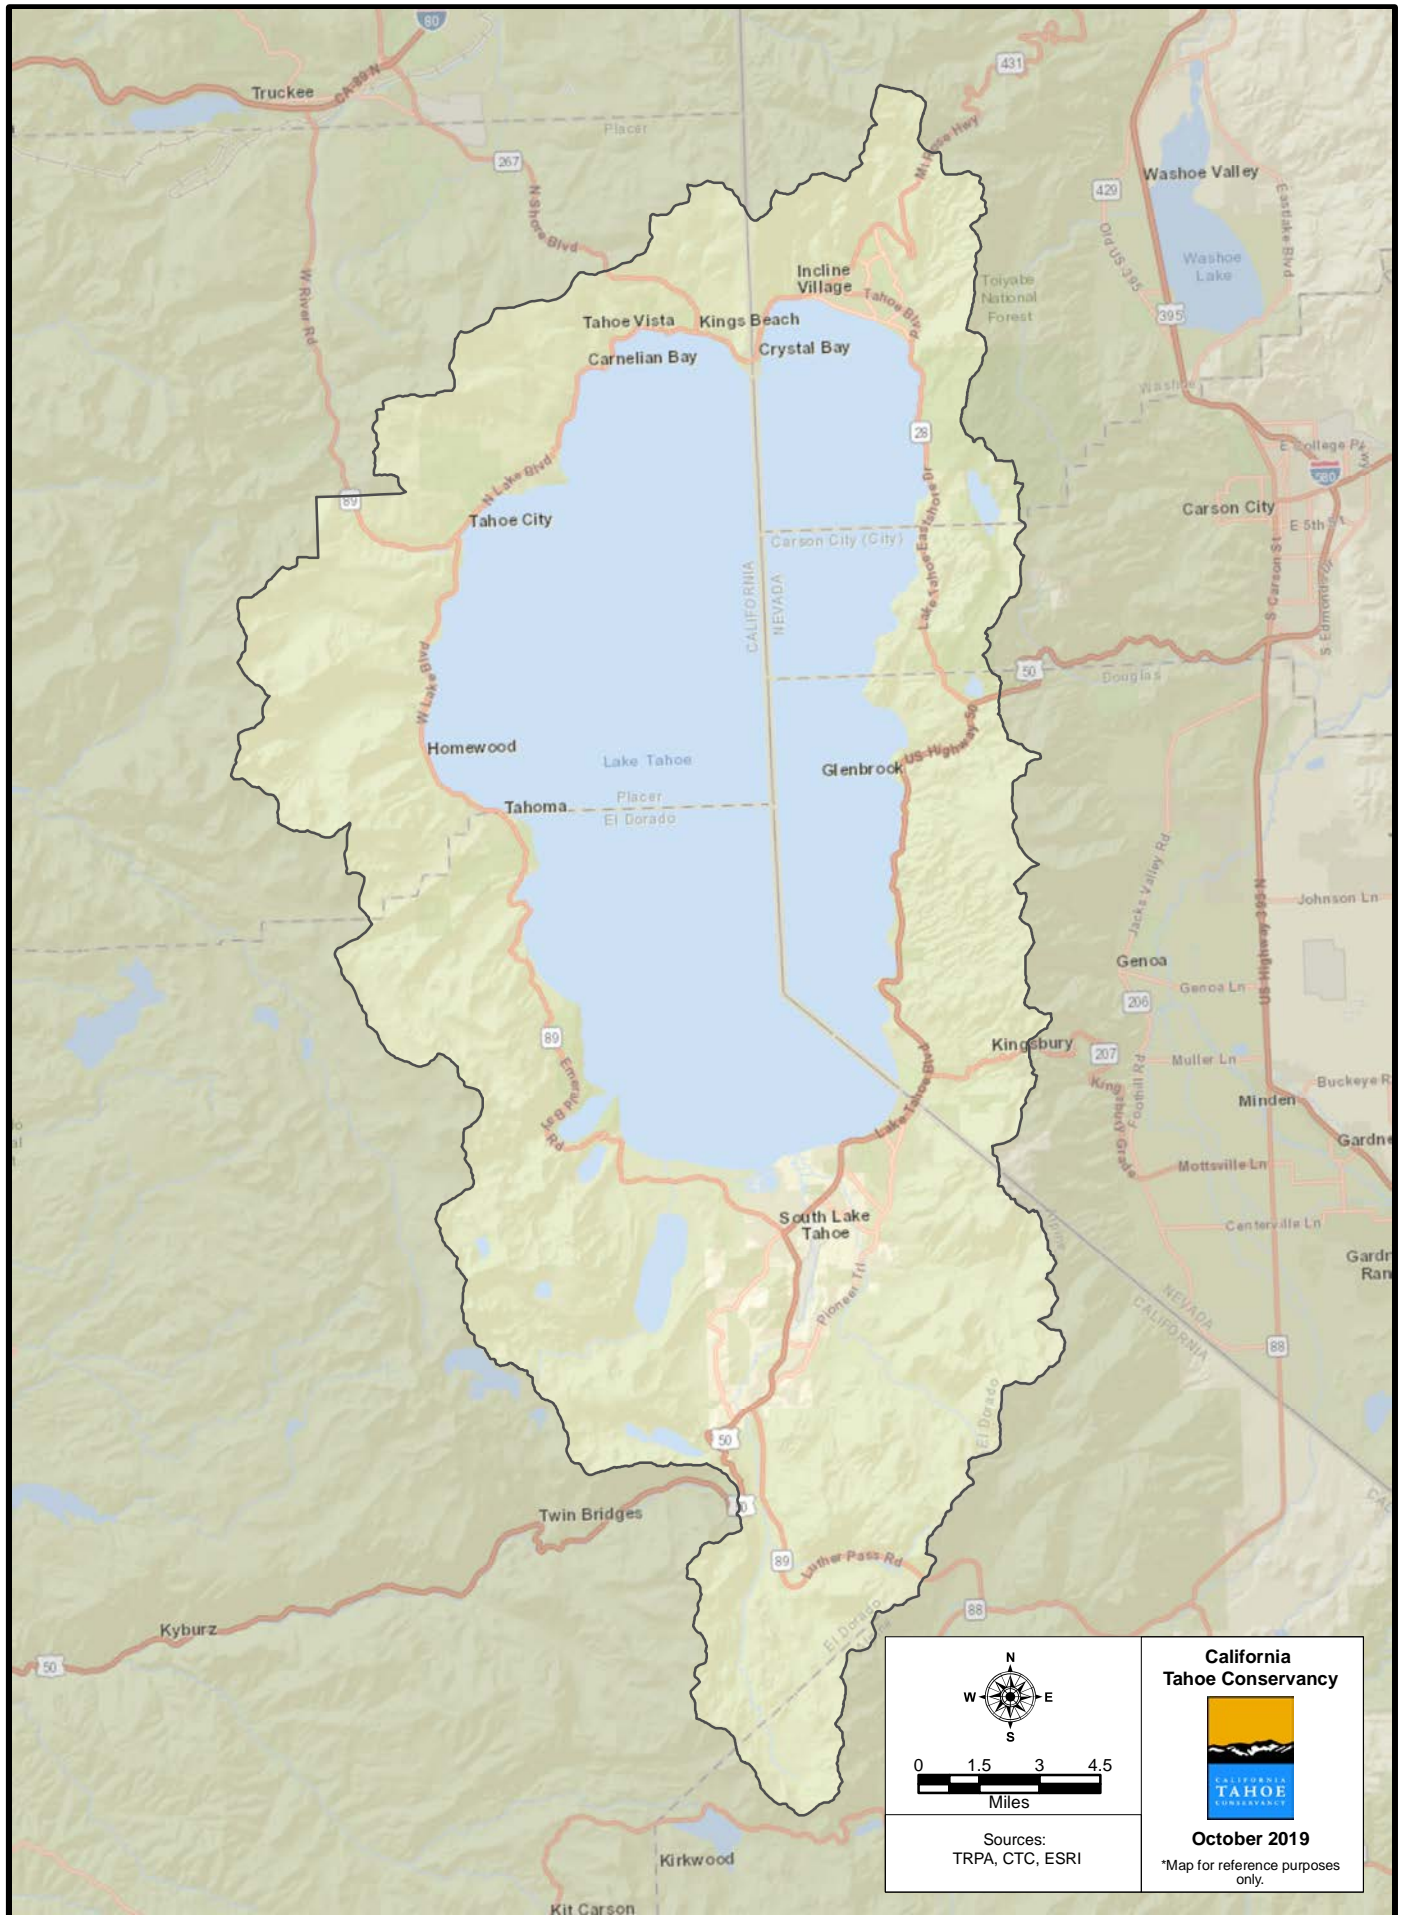 80
Truckee
CA-89 N
Placer
431
Mt Rose Hwy
267
N Shore Blvd
W River Rd
Washoe Valley
429
Old US-395
Eastlake Blvd
Washoe
Lake
395
Toiyabe
National
Forest
Incline
Village
Tahoe Blvd
Tahoe Vista
Kings Beach
Carnelian Bay
Crystal Bay
Washoe
28
E College Pkwy
580
Carson City
E 5th St
S Carson St
S Edmonds Dr
89
N Lake Blvd
Tahoe City
Carson City (City)
CALIFORNIA
NEVADA
Lake Tahoe Eastshore Dr
W Lake Blvd
50
Douglas
Homewood
Lake Tahoe
US Highway 50
Glenbrook
Tahoma
Placer
El Dorado
Jacks Valley Rd
US Highway 395 N
Johnson Ln
Genoa
Genoa Ln
206
89
Emerald Bay
Rd
Kingsbury
207
Muller Ln
Foothill Rd
Kingsbury Grade
Buckeye R
Minden
Lake Tahoe Blvd
Gardne
Mottsville Ln
South Lake
Tahoe
Alpine
Centerville Ln
Gardn
Ran
Pioneer Trl
NEVADA
CALIFORNIA
88
El Dorado
50
CAL
Twin Bridges
89
Luther Pass Rd
88
El Dorado
Kyburz
50
Kirkwood
Kit Carson
N
W
E
S
0 1.5 3 4.5
Miles
Sources:
TRPA, CTC, ESRI
California
Tahoe Conservancy
CALIFORNIA
TAHOE
CONSERVANCY
October 2019
*Map for reference purposes
only.